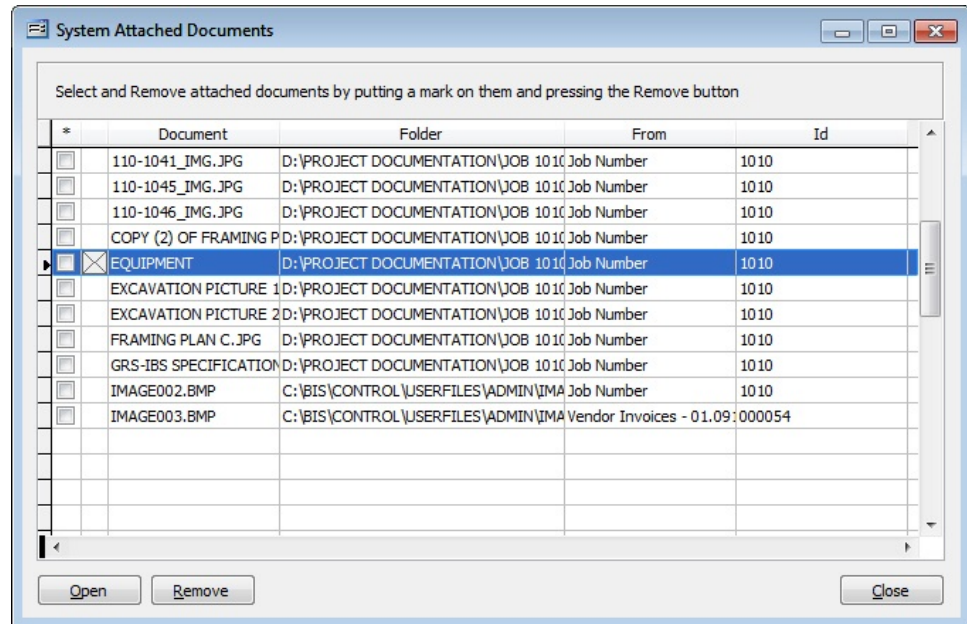 System Attached Documents
Select and Remove attached documents by putting a mark on them and pressing the Remove button
* Document Folder From Id
110-1041_IMG.JPG D:\PROJECT DOCUMENTATION\JOB 1010 Job Number 1010
110-1045_IMG.JPG D:\PROJECT DOCUMENTATION\JOB 1010 Job Number 1010
110-1046_IMG.JPG D:\PROJECT DOCUMENTATION\JOB 1010 Job Number 1010
COPY (2) OF FRAMING P D:\PROJECT DOCUMENTATION\JOB 1010 Job Number 1010
EQUIPMENT D:\PROJECT DOCUMENTATION\JOB 1010 Job Number 1010
EXCAVATION PICTURE 1 D:\PROJECT DOCUMENTATION\JOB 1010 Job Number 1010
EXCAVATION PICTURE 2 D:\PROJECT DOCUMENTATION\JOB 1010 Job Number 1010
FRAMING PLAN C.JPG D:\PROJECT DOCUMENTATION\JOB 1010 Job Number 1010
GRS-IBS SPECIFICATION D:\PROJECT DOCUMENTATION\JOB 1010 Job Number 1010
IMAGE002.BMP C:\BIS\CONTROL\USERFILES\ADMIN\IMA Job Number 1010
IMAGE003.BMP C:\BIS\CONTROL\USERFILES\ADMIN\IMA Vendor Invoices - 01.091 000054
Open Remove Close